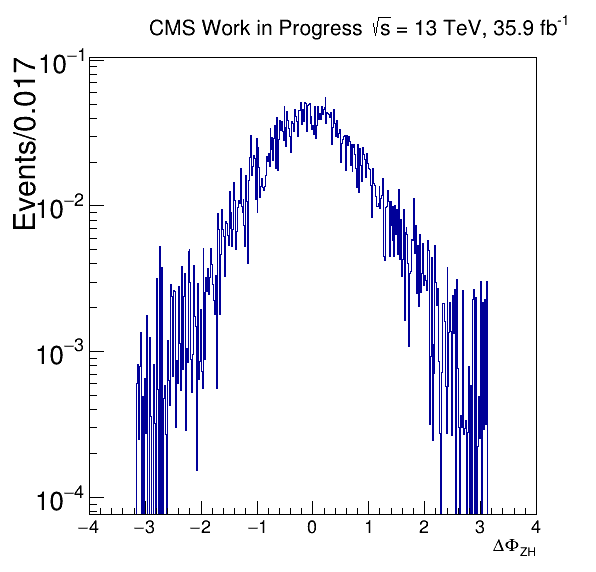 CMS Work in Progress √s = 13 TeV, 35.9 fb⁻¹
Events/0.017
10⁻¹
10⁻²
10⁻³
10⁻⁴
−4 −3 −2 −1 0 1 2 3 4
ΔΦ_ZH